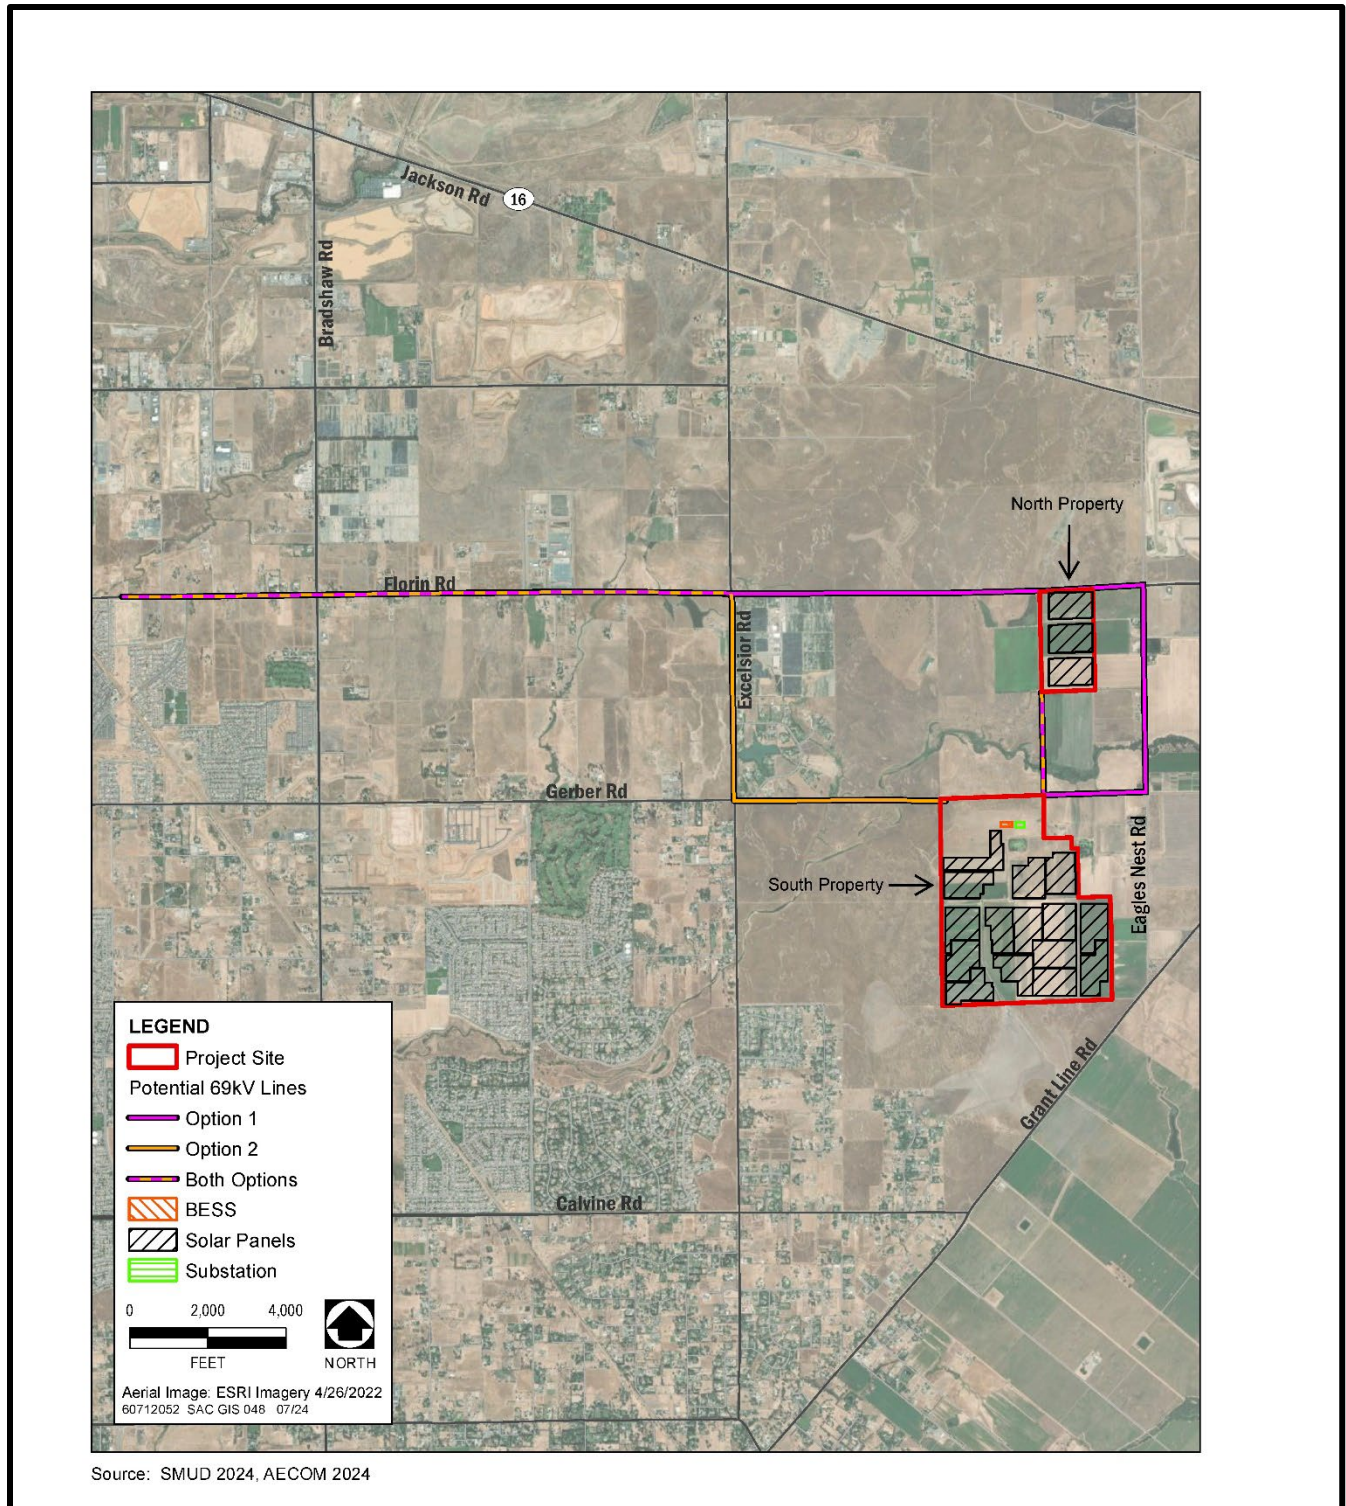 Jackson Rd
16
Bradshaw Rd
North Property
Florin Rd
Excelsior Rd
Gerber Rd
South Property
Eagles Nest Rd
Grant Line Rd
Calvine Rd
LEGEND
Project Site
Potential 69kV Lines
Option 1
Option 2
Both Options
BESS
Solar Panels
Substation
0 2,000 4,000
FEET
NORTH
Aerial Image: ESRI Imagery 4/26/2022
60712052 SAC GIS 048 07/24
Source: SMUD 2024, AECOM 2024